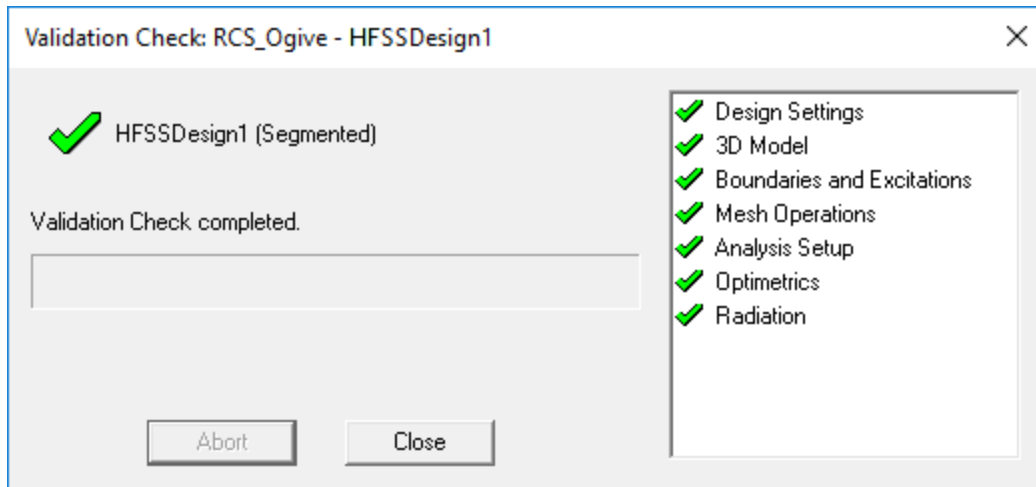 Validation Check: RCS_Ogive - HFSSDesign1
HFSSDesign1 (Segmented)
Validation Check completed.
Abort
Close
Design Settings
3D Model
Boundaries and Excitations
Mesh Operations
Analysis Setup
Optimetrics
Radiation